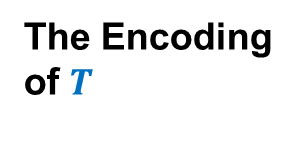 The Encoding
of T